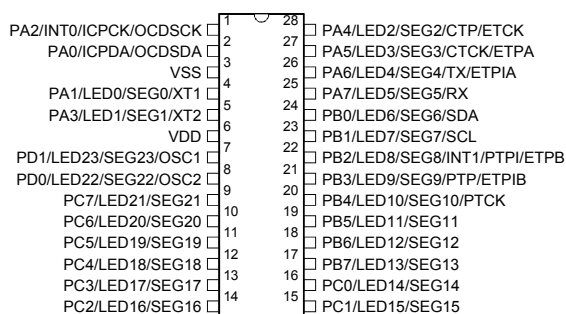 PA2/INT0/ICPCK/OCDSCK 1 28 PA4/LED2/SEG2/CTP/ETCK
PA0/ICPDA/OCDSDA 2 27 PA5/LED3/SEG3/CTCK/ETPA
VSS 3 26 PA6/LED4/SEG4/TX/ETPIA
PA1/LED0/SEG0/XT1 4 25 PA7/LED5/SEG5/RX
PA3/LED1/SEG1/XT2 5 24 PB0/LED6/SEG6/SDA
VDD 6 23 PB1/LED7/SEG7/SCL
PD1/LED23/SEG23/OSC1 7 22 PB2/LED8/SEG8/INT1/PTPI/ETPB
PD0/LED22/SEG22/OSC2 8 21 PB3/LED9/SEG9/PTP/ETPIB
PC7/LED21/SEG21 9 20 PB4/LED10/SEG10/PTCK
PC6/LED20/SEG20 10 19 PB5/LED11/SEG11
PC5/LED19/SEG19 11 18 PB6/LED12/SEG12
PC4/LED18/SEG18 12 17 PB7/LED13/SEG13
PC3/LED17/SEG17 13 16 PC0/LED14/SEG14
PC2/LED16/SEG16 14 15 PC1/LED15/SEG15